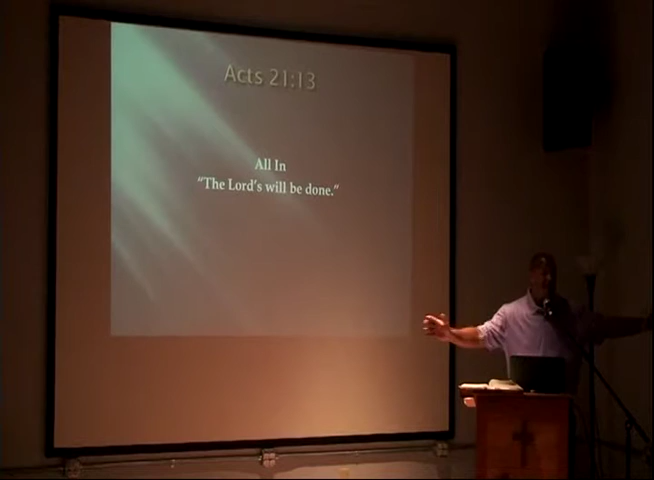 Acts 21:13
All In
“The Lord’s will be done.”